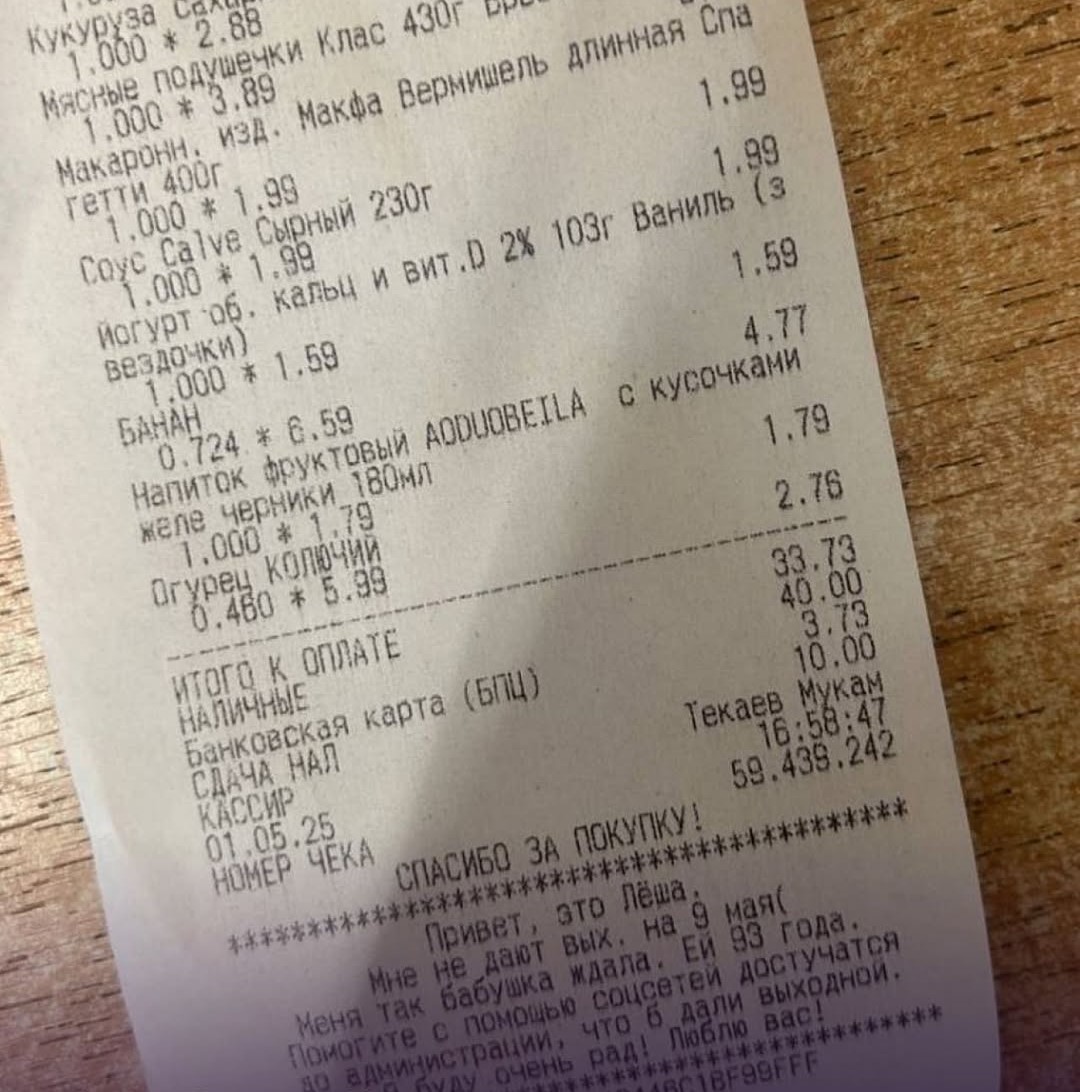 Кукуруза
1.000 * 2.88
Мясные подушечки Клас 430г
1.000 * 3.89
Макаронн. изд. Макфа Вермишель длинная Спа
гетти 400г
1.000 * 1.99 1.99
Соус Calve Сырный 230г
1.000 * 1.99 1.99
Йогурт об. кальц и вит.D 2% 103г Ваниль (з
вездочки)
1.000 * 1.59 1.59
БАНАН
0.724 * 6.59 4.77
Напиток фруктовый AODUOBEILA с кусочками
желе черники 180мл
1.000 * 1.79 1.79
Огурец КОЛЮЧИЙ
0.460 * 5.99 2.76
ИТОГО К ОПЛАТЕ 33.73
НАЛИЧНЫЕ 40.00
Банковская карта (БПЦ) 3.73
СДАЧА НАЛ 10.00
КАССИР Текаев Мукам
01.05.25 16:58:47
НОМЕР ЧЕКА 59.439.242
СПАСИБО ЗА ПОКУПКУ!
****************************************
Привет, это Лёша.
Мне не дают вых. на 9 мая(
Меня так бабушка ждала. Ей 93 года.
Помогите с помощью соцсетей достучатся
до администрации, что б дали выходной.
буду очень рад! Люблю вас!